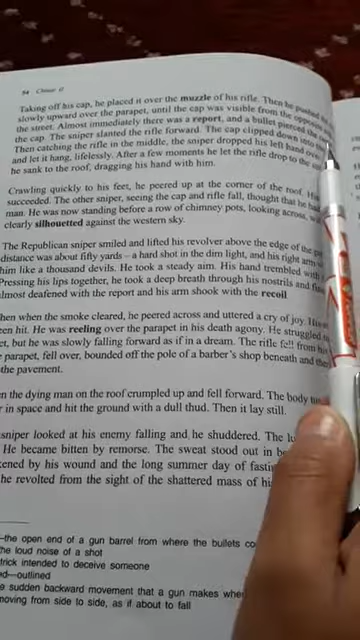 54 Chinar II
Taking off his cap, he placed it over the muzzle of his rifle. Then he pushed
slowly upward over the parapet, until the cap was visible from the opposite
the street. Almost immediately there was a report, and a bullet pierced the
the cap. The sniper slanted the rifle forward. The cap clipped down into the
Then catching the rifle in the middle, the sniper dropped his left hand over
and let it hang, lifelessly. After a few moments he let the rifle drop to the
he sank to the roof, dragging his hand with him.
Crawling quickly to his feet, he peered up at the corner of the roof. His
succeeded. The other sniper, seeing the cap and rifle fall, thought that he had
man. He was now standing before a row of chimney pots, looking across,
clearly silhouetted against the western sky.
The Republican sniper smiled and lifted his revolver above the edge of the
distance was about fifty yards – a hard shot in the dim light, and his right arm
him like a thousand devils. He took a steady aim. His hand trembled with
Pressing his lips together, he took a deep breath through his nostrils and
almost deafened with the report and his arm shook with the recoil.
hen when the smoke cleared, he peered across and uttered a cry of joy. His
een hit. He was reeling over the parapet in his death agony. He struggled to
et, but he was slowly falling forward as if in a dream. The rifle fell from his
parapet, fell over, bounded off the pole of a barber's shop beneath and then
the pavement.
n the dying man on the roof crumpled up and fell forward. The body
r in space and hit the ground with a dull thud. Then it lay still.
sniper looked at his enemy falling and he shuddered. The
He became bitten by remorse. The sweat stood out in
ened by his wound and the long summer day of
he revolted from the sight of the shattered mass of
—the open end of a gun barrel from where the bullets
he loud noise of a shot
trick intended to deceive someone
ed—outlined
e sudden backward movement that a gun makes
moving from side to side, as if about to fall